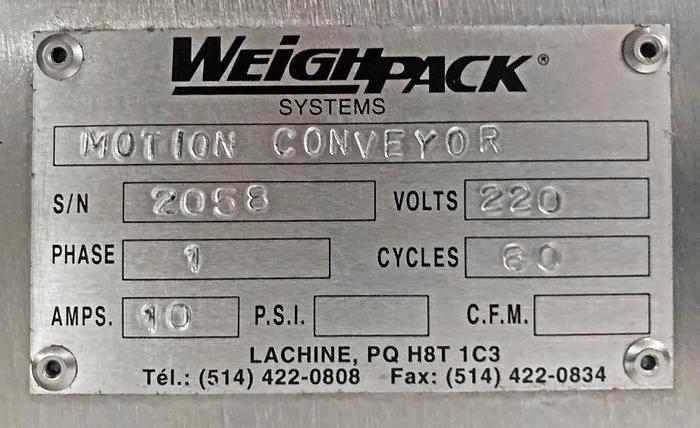 WEIGHPACK®
SYSTEMS
MOTION CONVEYOR
S/N 2058 VOLTS 220
PHASE 1 CYCLES 60
AMPS. 10 P.S.I. C.F.M.
LACHINE, PQ H8T 1C3
Tél.: (514) 422-0808 Fax: (514) 422-0834